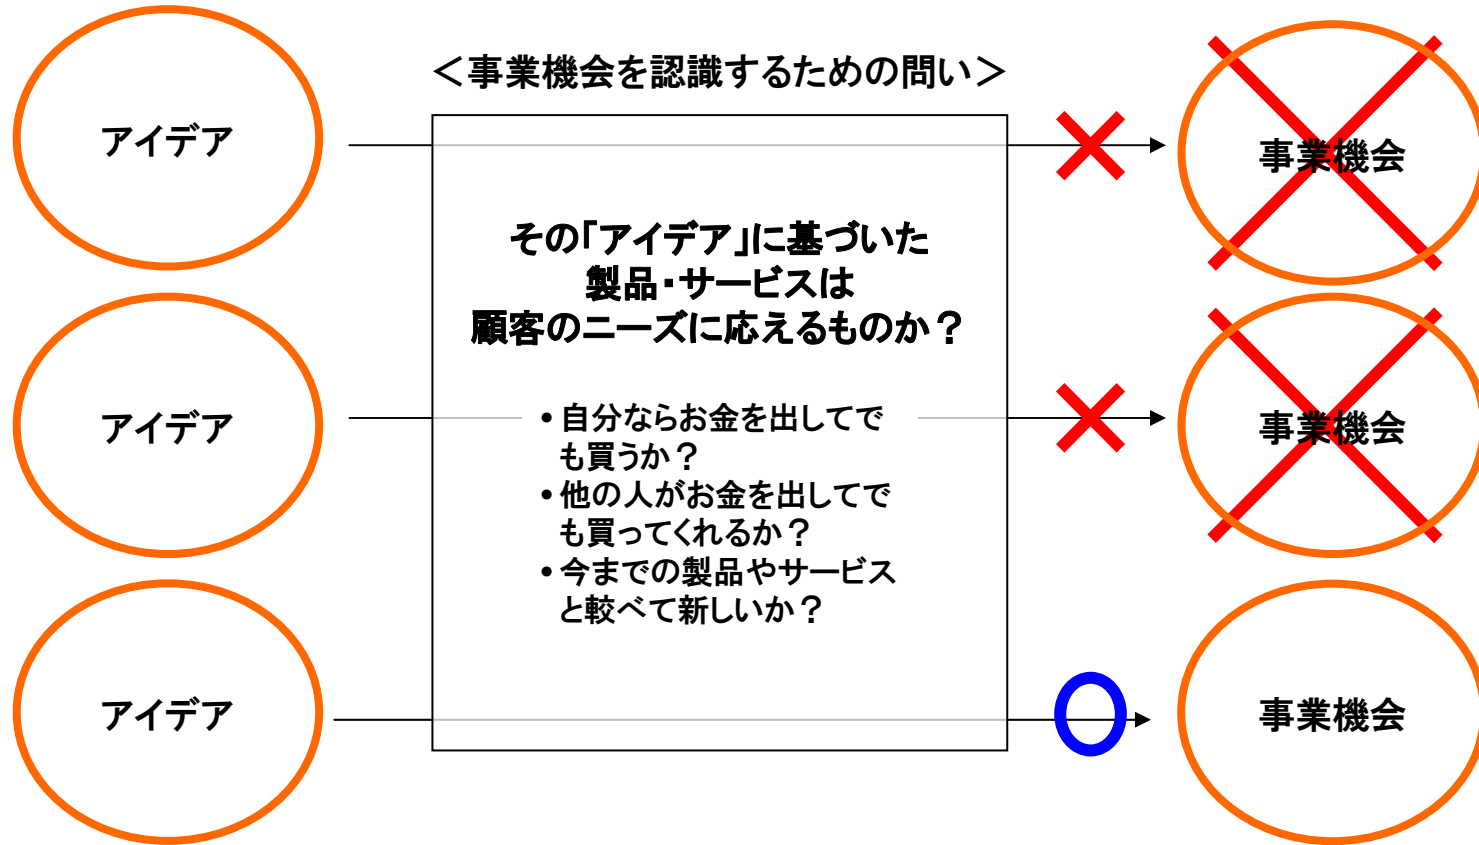 ＜事業機会を認識するための問い＞
アイデア
事業機会
その「アイデア」に基づいた
製品・サービスは
顧客のニーズに応えるものか？
アイデア
事業機会
•自分ならお金を出してで
も買うか？
•他の人がお金を出してで
も買ってくれるか？
•今までの製品やサービス
と較べて新しいか？
アイデア
事業機会